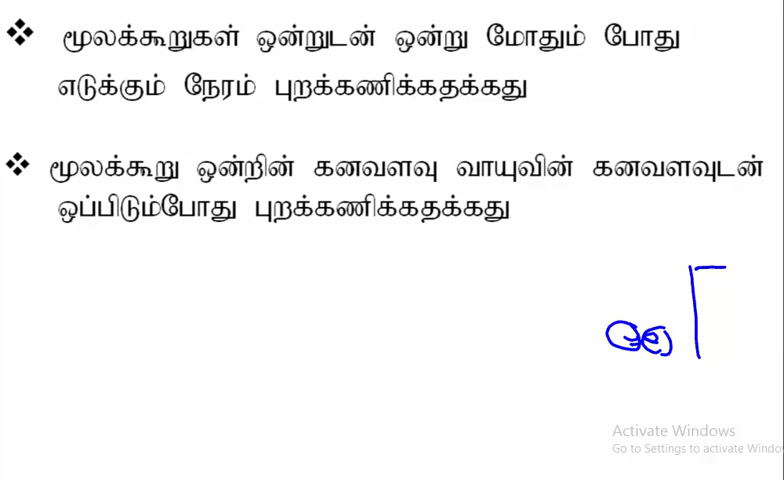 ❖ மூலக்கூறுகள் ஒன்றுடன் ஒன்று மோதும் போது
எடுக்கும் நேரம் புறக்கணிக்கதக்கது
❖ மூலக்கூறு ஒன்றின் கனவளவு வாயுவின் கனவளவுடன்
ஒப்பிடும்போது புறக்கணிக்கதக்கது
Activate Windows
Go to Settings to activate Windo